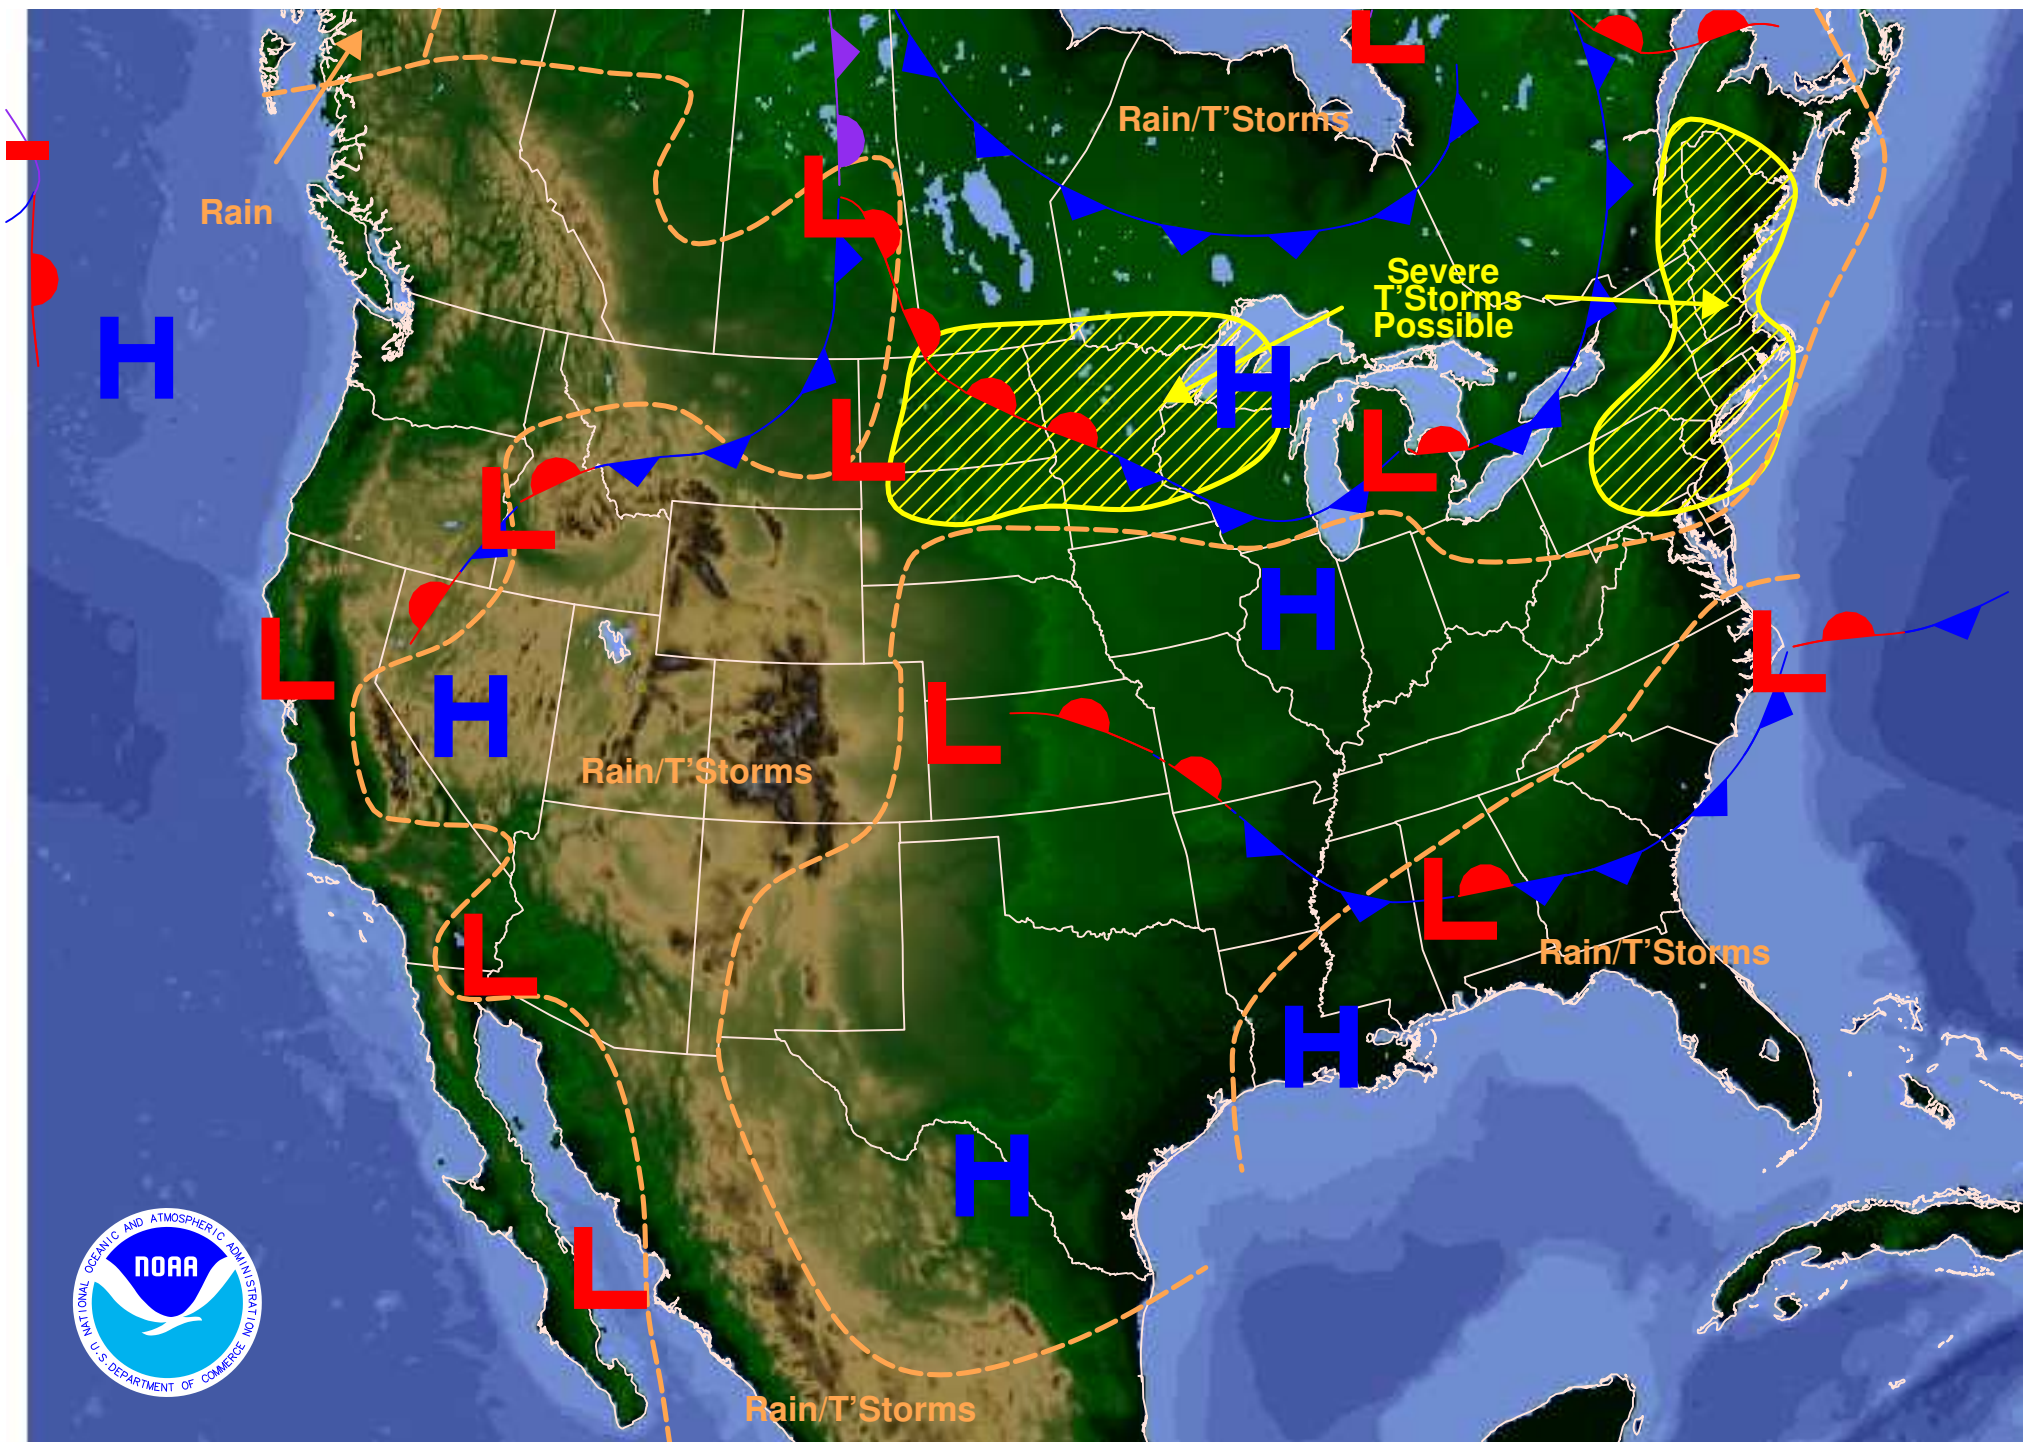 L
Rain/T'Storms
L
Rain
Severe
T'Storms
Possible
H
H
L
L
L
H
L
L
H
L
L
Rain/T'Storms
L
L
Rain/T'Storms
H
H
L
NATIONAL OCEANIC AND ATMOSPHERIC ADMINISTRATION
NOAA
U.S. DEPARTMENT OF COMMERCE
Rain/T'Storms